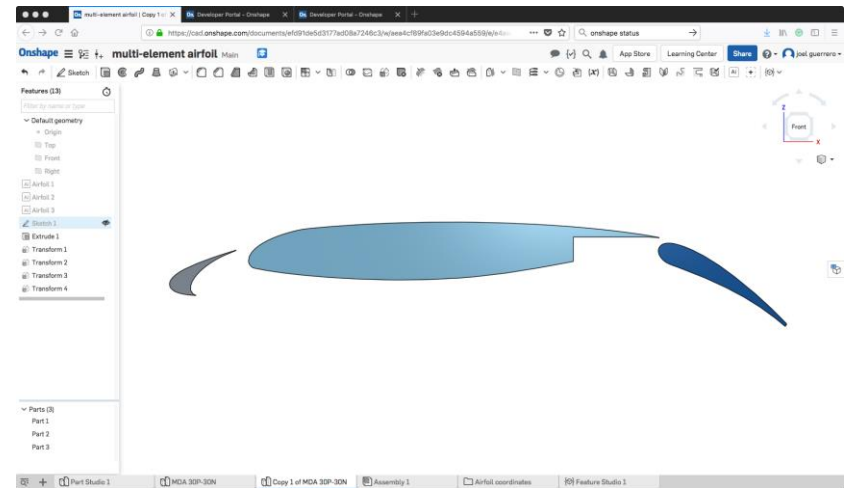 multi-element airfoil | Copy 1 of
Developer Portal - Onshape
Developer Portal - Onshape
https://cad.onshape.com/documents/efd91de5d3177ad08a7246c3/w/aee4cf89fa03e9dc4594a559/e/e4a
onshape status
Onshape
multi-element airfoil Main
App Store
Learning Center
Share
joel guerrero
Sketch
Features (13)
Filter by name or type
Default geometry
Origin
Top
Front
Right
Airfoil 1
Airfoil 2
Airfoil 3
Sketch 1
Extrude 1
Transform 1
Transform 2
Transform 3
Transform 4
Z
Front
X
Parts (3)
Part 1
Part 2
Part 3
Part Studio 1
MDA 30P-30N
Copy 1 of MDA 30P-30N
Assembly 1
Airfoil coordinates
Feature Studio 1